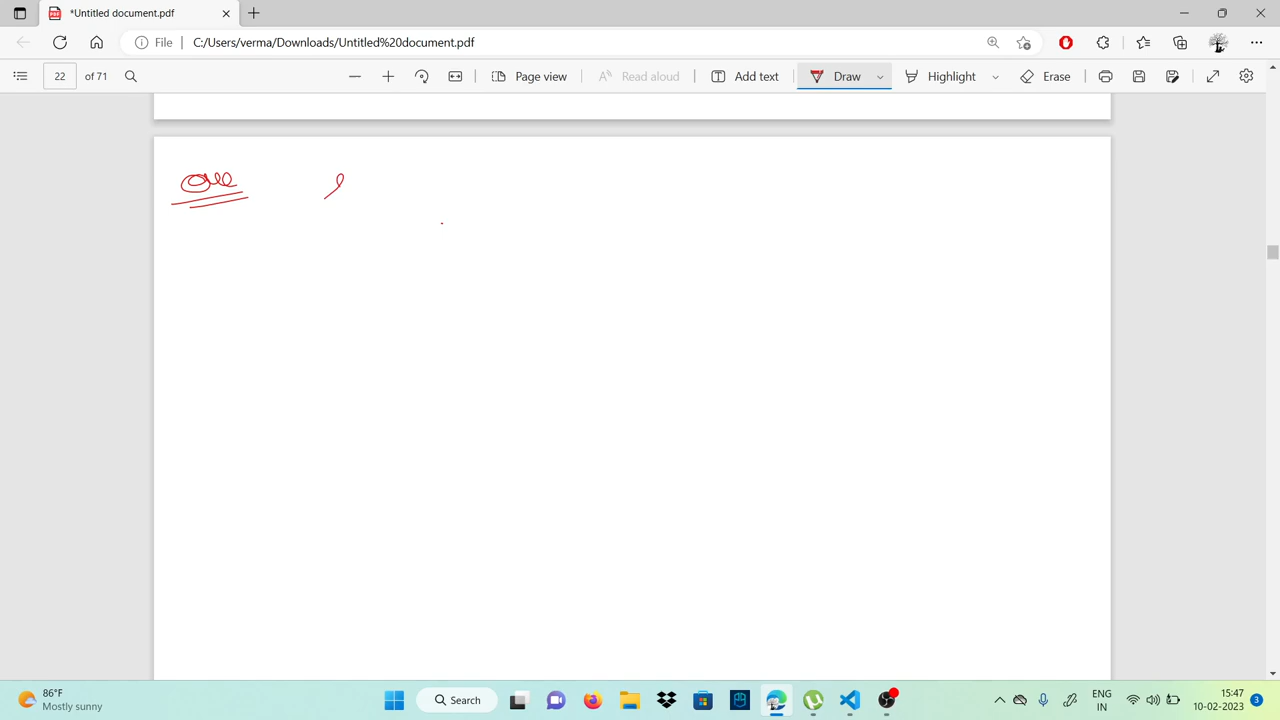 *Untitled document.pdf
File C:/Users/verma/Downloads/Untitled%20document.pdf
22 of 71 Page view Read aloud Add text Draw Highlight Erase
86°F
Mostly sunny
Search
ENG
IN
15:47
10-02-2023
3